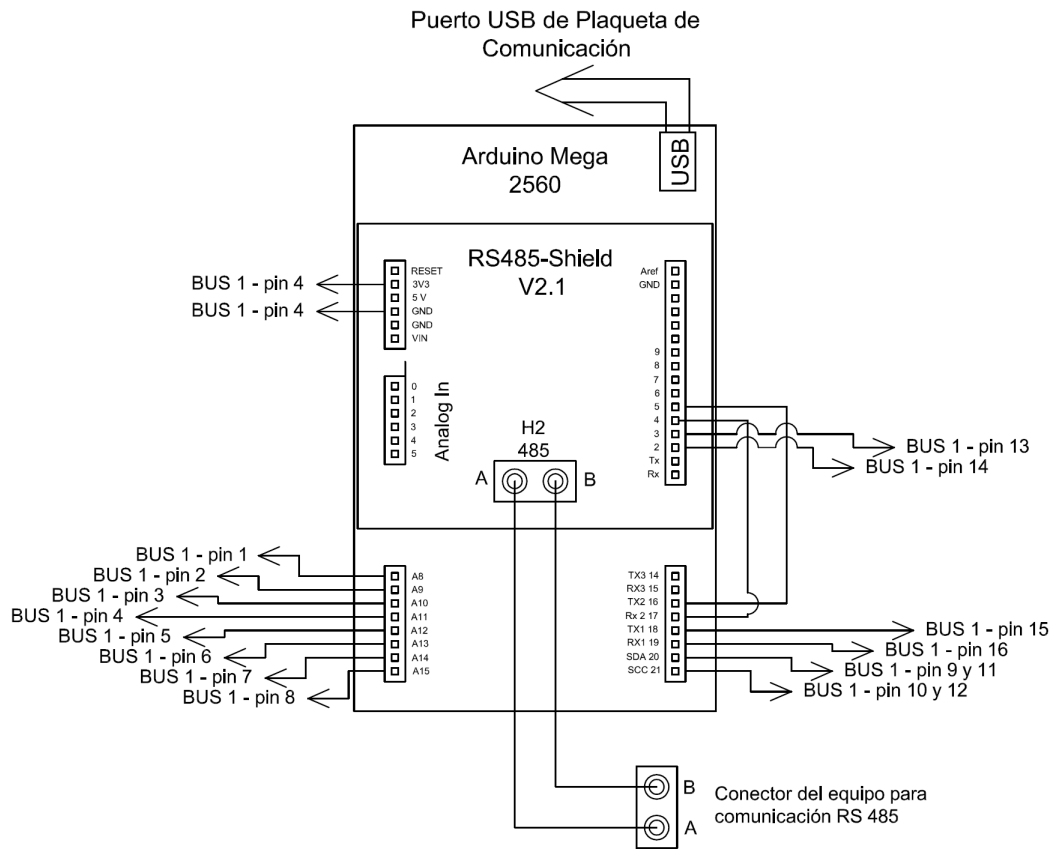 Puerto USB de Plaqueta de
Comunicación
USB
Arduino Mega
2560
RS485-Shield
V2.1
BUS 1 - pin 4
BUS 1 - pin 4
RESET
3V3
5 V
GND
GND
VIN
0
1
2
3
4
5
Analog In
Aref
GND
9
8
7
6
5
4
3
2
Tx
Rx
BUS 1 - pin 13
BUS 1 - pin 14
H2
485
A
B
BUS 1 - pin 1
BUS 1 - pin 2
BUS 1 - pin 3
BUS 1 - pin 4
BUS 1 - pin 5
BUS 1 - pin 6
BUS 1 - pin 7
BUS 1 - pin 8
A8
A9
A10
A11
A12
A13
A14
A15
TX3 14
RX3 15
TX2 16
Rx 2 17
TX1 18
RX1 19
SDA 20
SCC 21
BUS 1 - pin 15
BUS 1 - pin 16
BUS 1 - pin 9 y 11
BUS 1 - pin 10 y 12
B
A
Conector del equipo para
comunicación RS 485